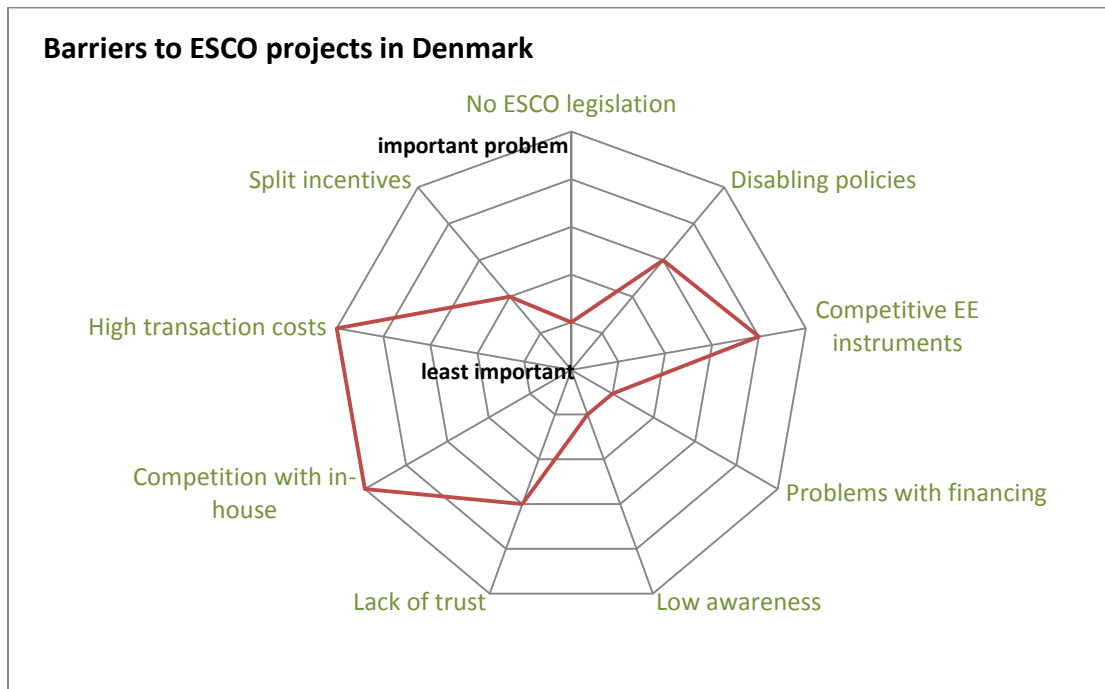 Barriers to ESCO projects in Denmark
No ESCO legislation
important problem
Split incentives
Disabling policies
High transaction costs
Competitive EE
instruments
least important
Competition with in-
house
Problems with financing
Lack of trust
Low awareness